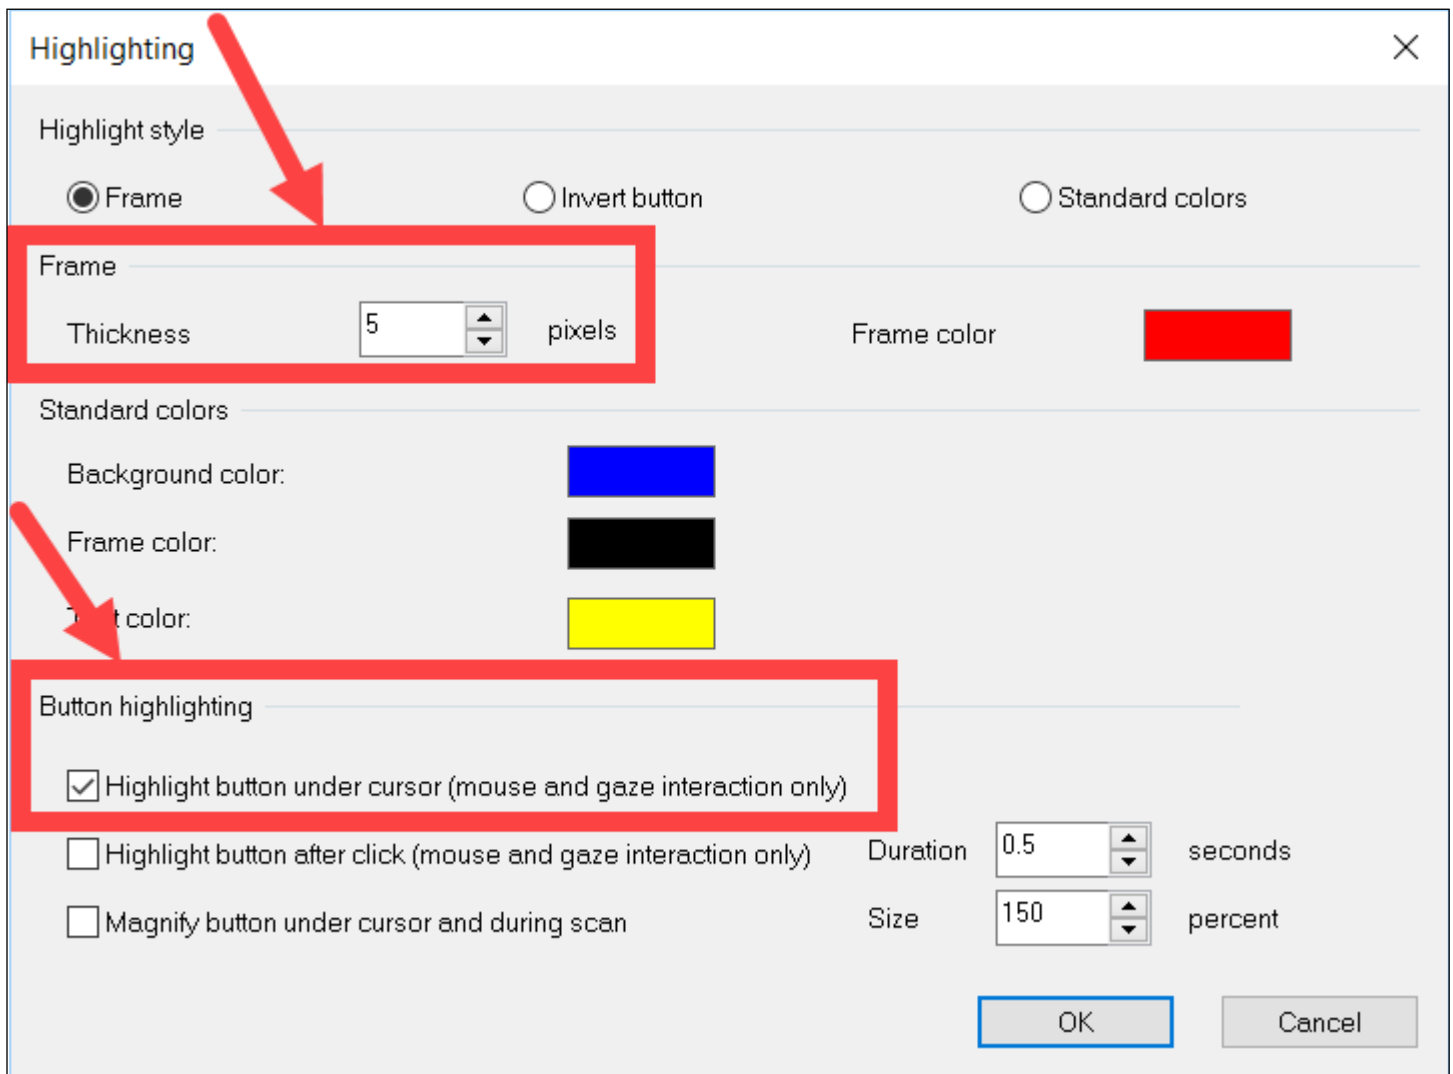 Highlighting
Highlight style
Frame Invert button Standard colors
Frame
Thickness 5 pixels Frame color
Standard colors
Background color:
Frame color:
color:
Button highlighting
Highlight button under cursor (mouse and gaze interaction only)
Highlight button after click (mouse and gaze interaction only) Duration 0.5 seconds
Magnify button under cursor and during scan Size 150 percent
OK Cancel